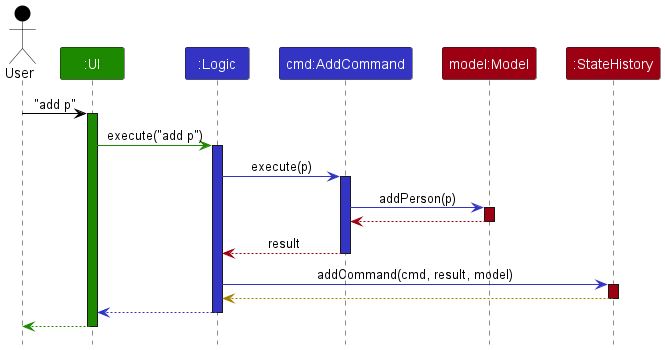 User
:UI
:Logic
cmd:AddCommand
model:Model
:StateHistory
"add p"
execute("add p")
execute(p)
addPerson(p)
result
addCommand(cmd, result, model)